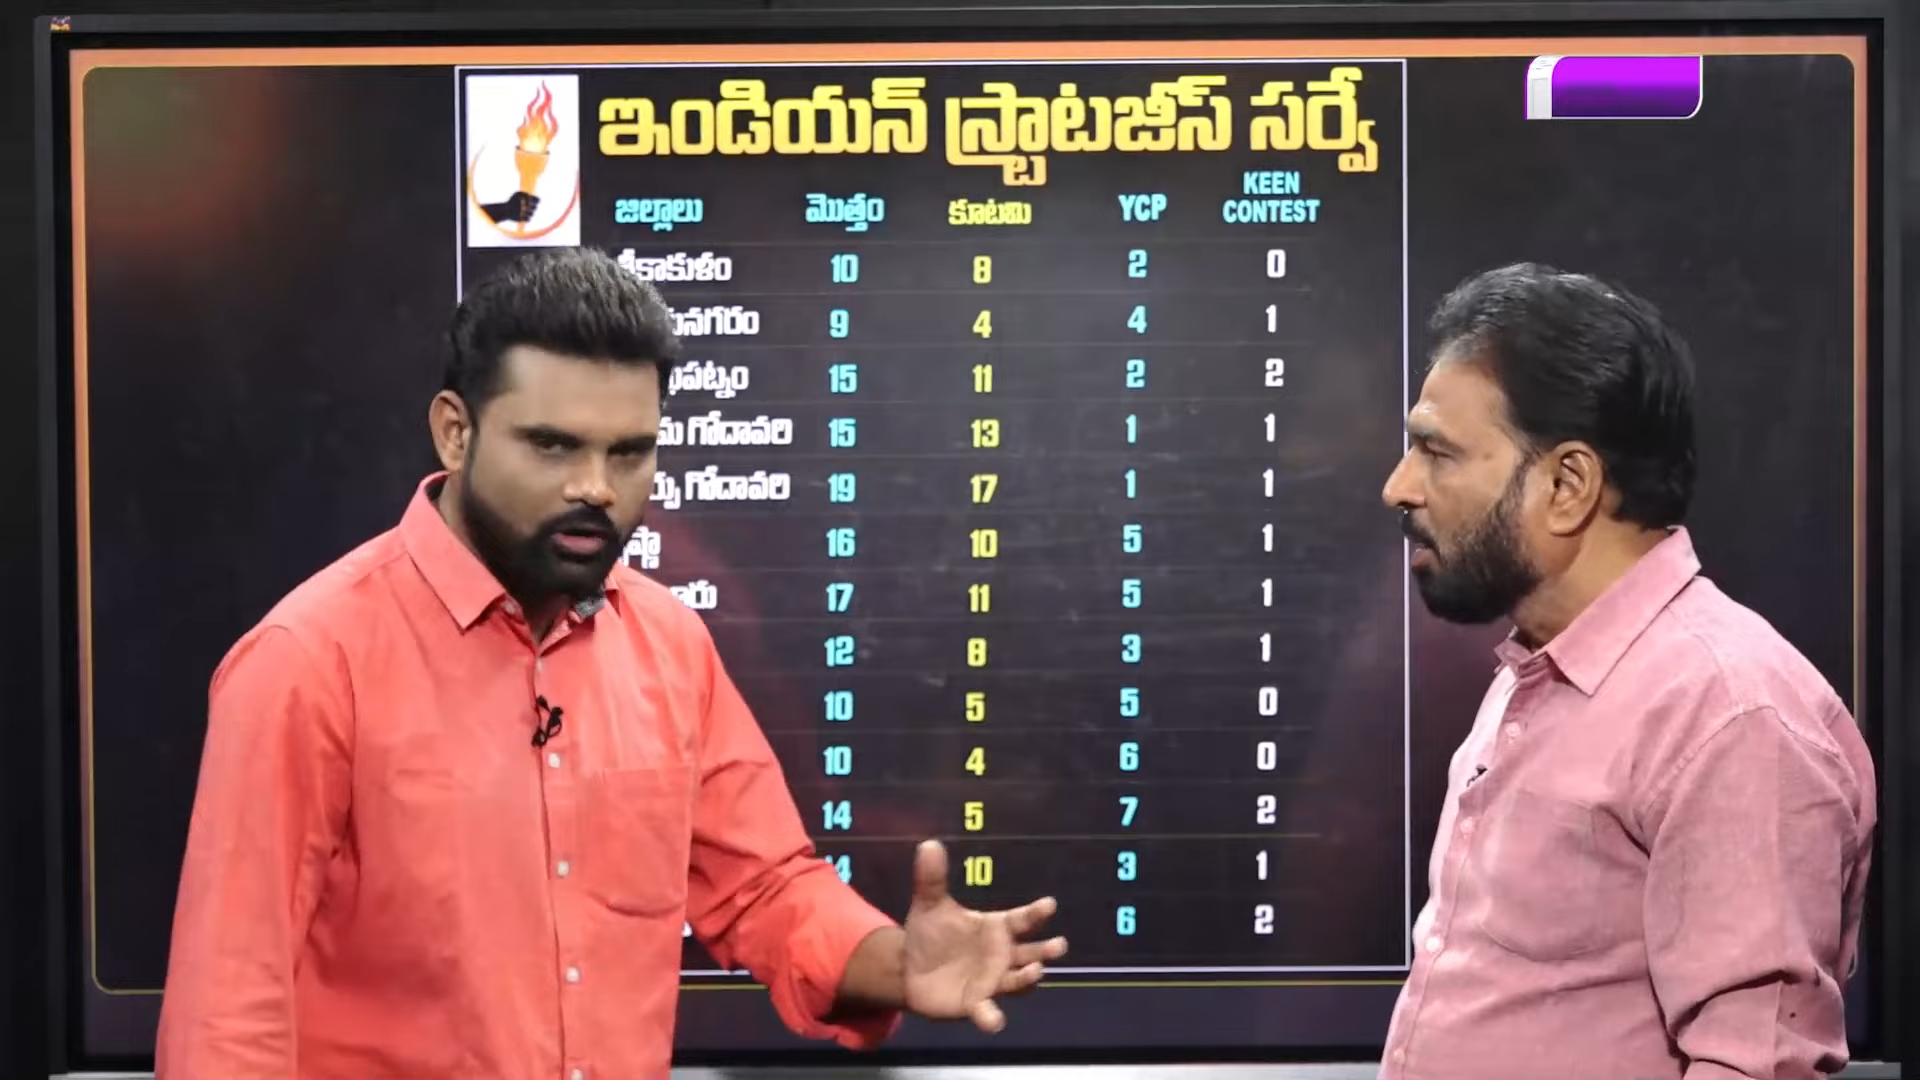 ఇండియన్ స్ట్రాటజీస్ సర్వే
జిల్లాలు మొత్తం కూటమి YCP KEEN CONTEST
10 8 2 0
9 4 4 1
15 11 2 2
గోదావరి 15 13 1 1
గోదావరి 19 17 1 1
16 10 5 1
17 11 5 1
12 8 3 1
10 5 5 0
10 4 6 0
14 5 7 2
10 3 1
6 2